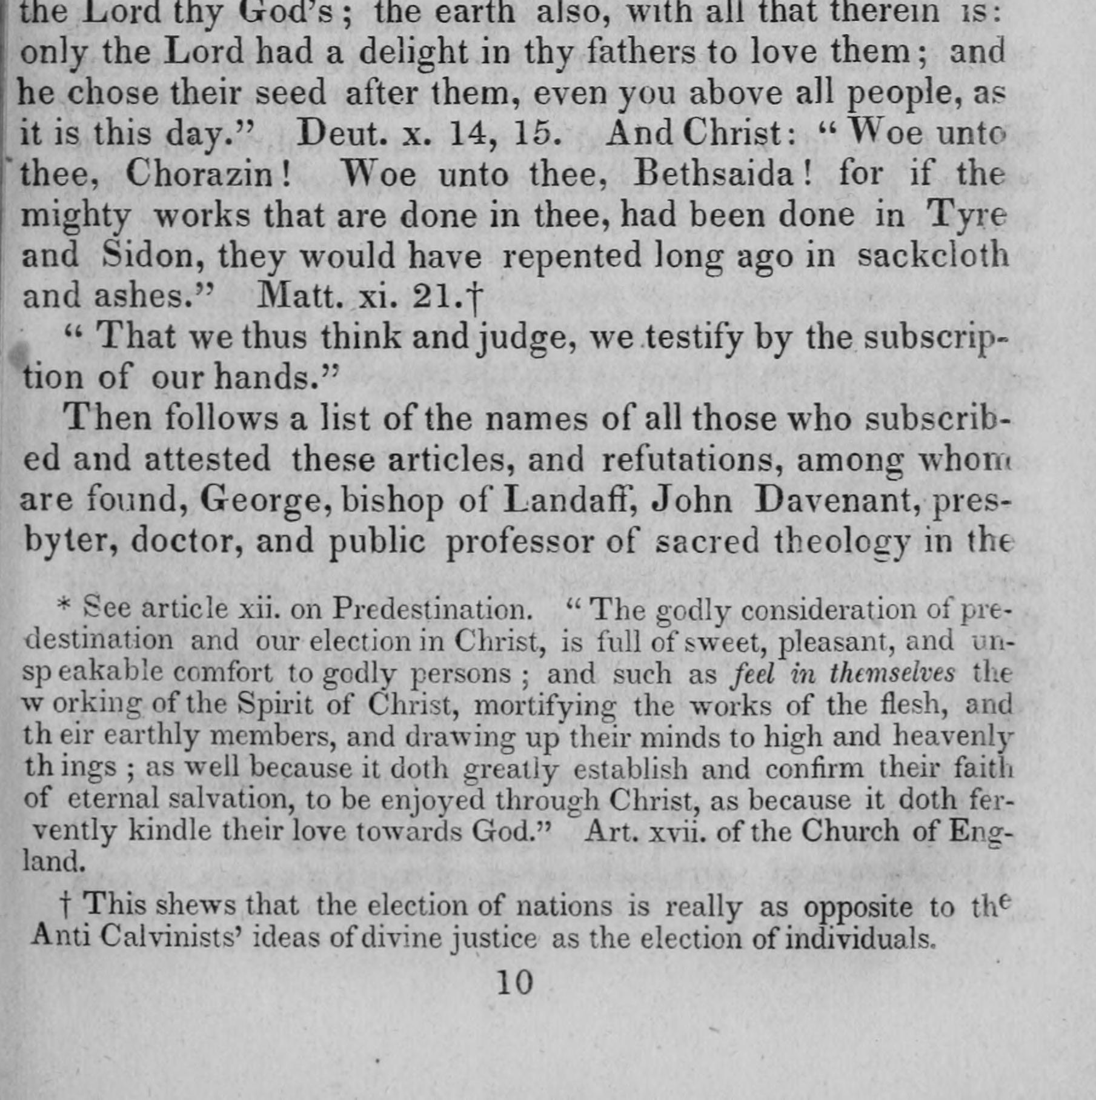 the Lord thy God's; the earth also, with all that therein is:
only the Lord had a delight in thy fathers to love them; and
he chose their seed after them, even you above all people, as
it is this day.” Deut. x. 14, 15. And Christ: “ Woe unto
thee, Chorazin! Woe unto thee, Bethsaida! for if the
mighty works that are done in thee, had been done in Tyre
and Sidon, they would have repented long ago in sackcloth
and ashes.” Matt. xi. 21.†
“ That we thus think and judge, we testify by the subscrip-
tion of our hands.”
Then follows a list of the names of all those who subscrib-
ed and attested these articles, and refutations, among whom
are found, George, bishop of Landaff, John Davenant, pres-
byter, doctor, and public professor of sacred theology in the
* See article xii. on Predestination. “ The godly consideration of pre-
destination and our election in Christ, is full of sweet, pleasant, and un-
sp eakable comfort to godly persons ; and such as feel in themselves the
w orking of the Spirit of Christ, mortifying the works of the flesh, and
th eir earthly members, and drawing up their minds to high and heavenly
th ings ; as well because it doth greatly establish and confirm their faith
of eternal salvation, to be enjoyed through Christ, as because it doth fer-
vently kindle their love towards God.” Art. xvii. of the Church of Eng-
land.
† This shews that the election of nations is really as opposite to the
Anti Calvinists’ ideas of divine justice as the election of individuals.
10